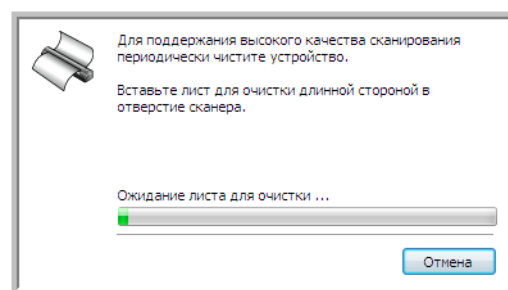 Для поддержания высокого качества сканирования
периодически чистите устройство.
Вставьте лист для очистки длинной стороной в
отверстие сканера.
Ожидание листа для очистки ...
Отмена